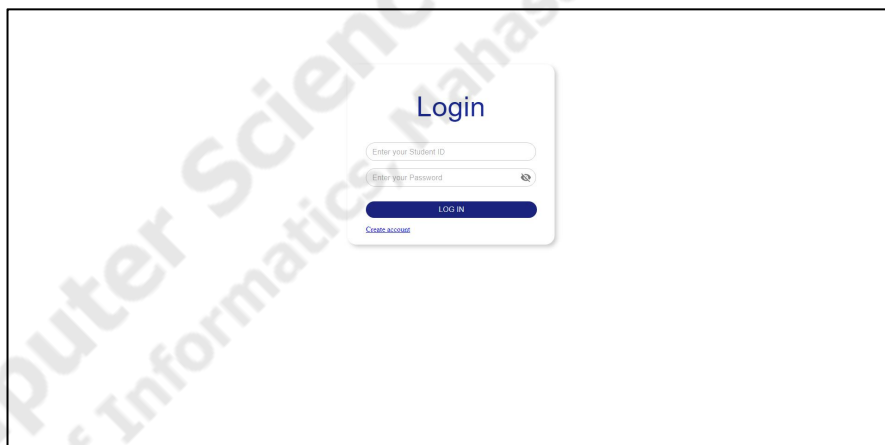 Login
Enter your Student ID
Enter your Password
LOG IN
Create account